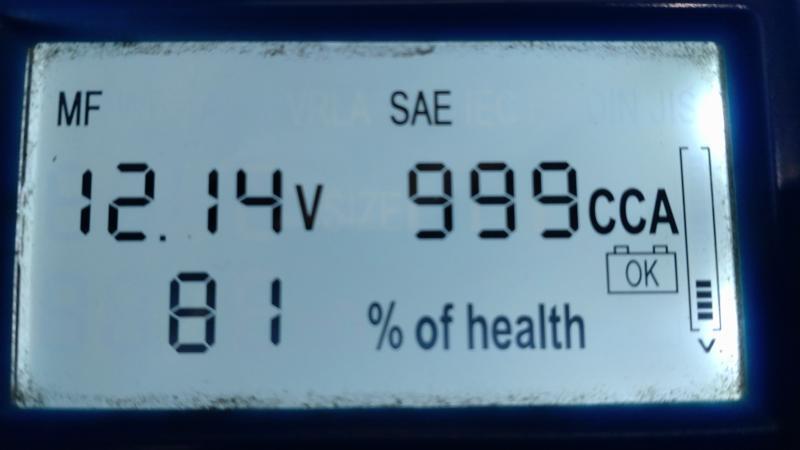 MF SAE
12.14V 999CCA
OK
81 % of health